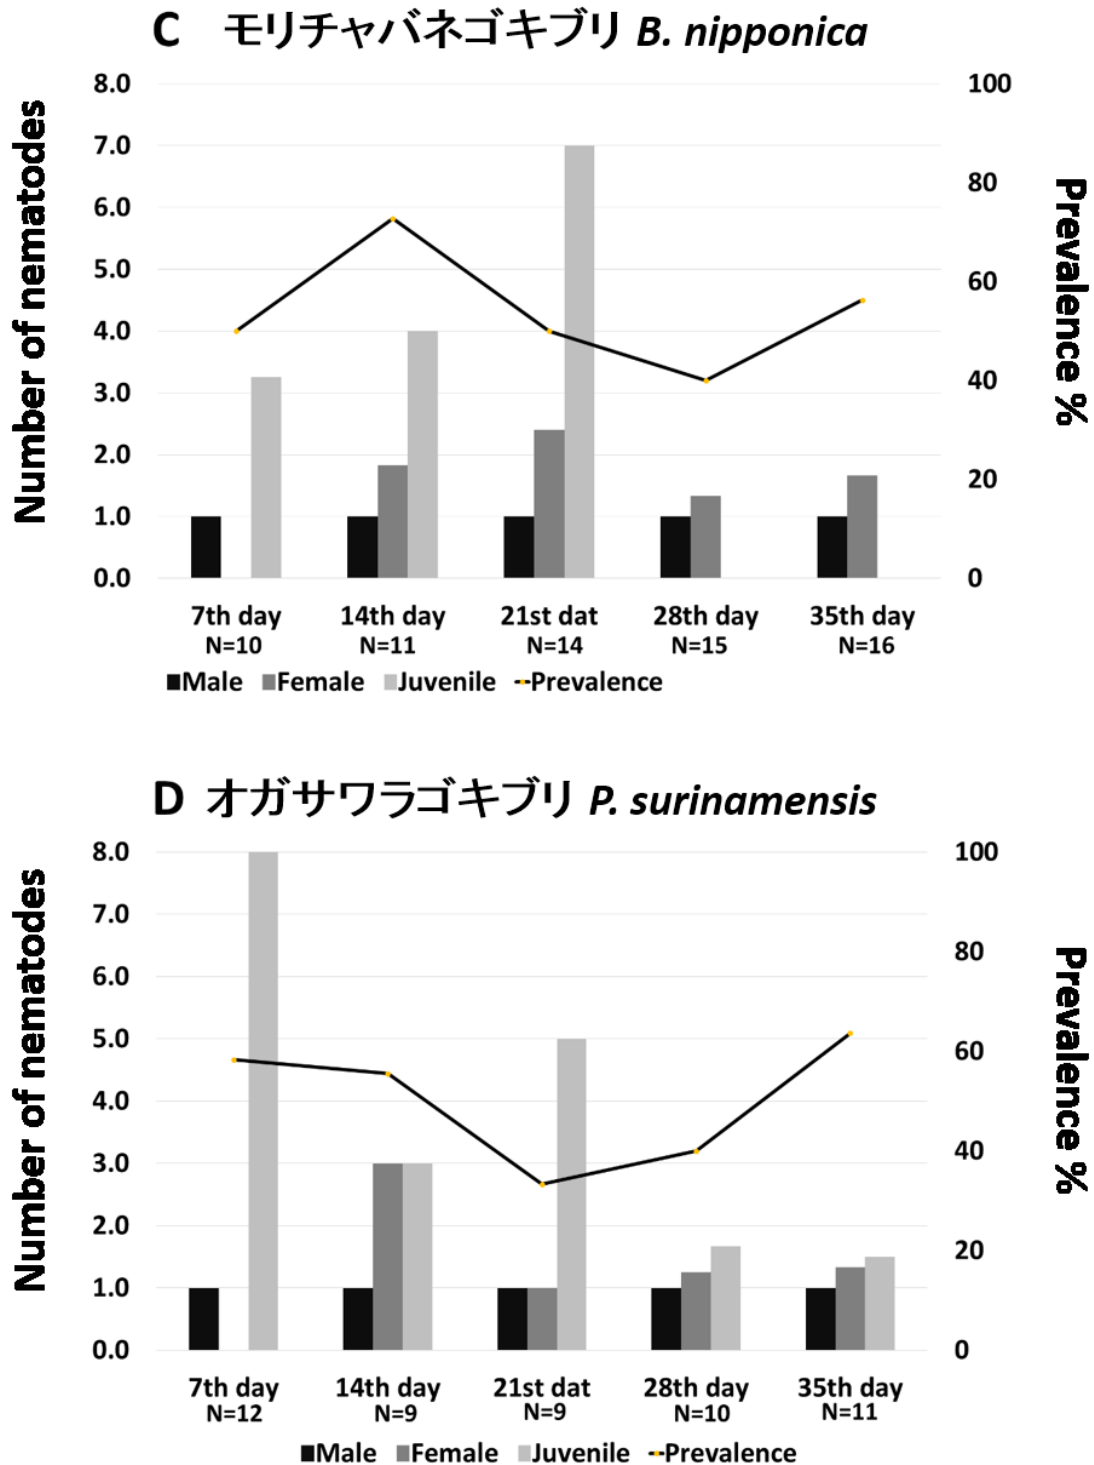 C モリチャバネゴキブリ B. nipponica
Number of nematodes
8.0
7.0
6.0
5.0
4.0
3.0
2.0
1.0
0.0
100
80
60
40
20
0
Prevalence %
7th day 14th day 21st dat 28th day 35th day
N=10 N=11 N=14 N=15 N=16
Male Female Juvenile Prevalence
D オガサワラゴキブリ P. surinamensis
Number of nematodes
8.0
7.0
6.0
5.0
4.0
3.0
2.0
1.0
0.0
100
80
60
40
20
0
Prevalence %
7th day 14th day 21st dat 28th day 35th day
N=12 N=9 N=9 N=10 N=11
Male Female Juvenile Prevalence